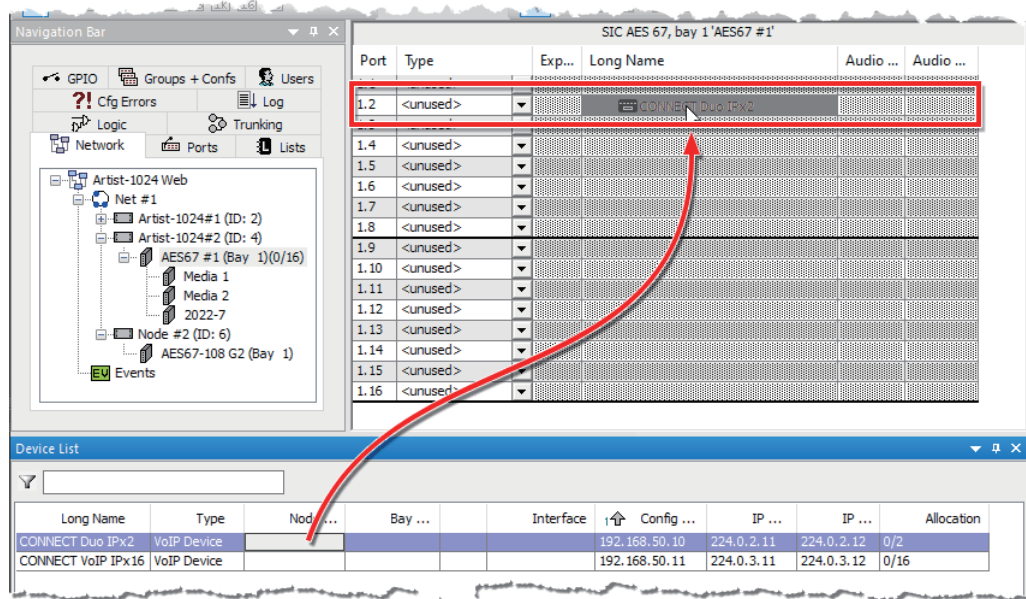 Navigation Bar
SIC AES 67, bay 1'AES67 #1'
Port Type Exp... Long Name Audio ... Audio ...
GPIO Groups + Confs Users
?! Cfg Errors Log
Logic Trunking
Network Ports Lists
1.2 <unused> CONNECT Duo IPx2
1.4 <unused>
1.5 <unused>
1.6 <unused>
1.7 <unused>
1.8 <unused>
1.9 <unused>
1.10 <unused>
1.11 <unused>
1.12 <unused>
1.13 <unused>
1.14 <unused>
1.15 <unused>
1.16 <unused>
Artist-1024 Web
Net #1
Artist-1024#1 (ID: 2)
Artist-1024#2 (ID: 4)
AES67 #1 (Bay 1)(0/16)
Media 1
Media 2
2022-7
Node #2 (ID: 6)
AES67-108 G2 (Bay 1)
EV Events
Device List
Long Name Type Node ... Bay ... Interface 1 Config ... IP ... IP ... Allocation
CONNECT Duo IPx2 VoIP Device 192.168.50.10 224.0.2.11 224.0.2.12 0/2
CONNECT VoIP IPx16 VoIP Device 192.168.50.11 224.0.3.11 224.0.3.12 0/16